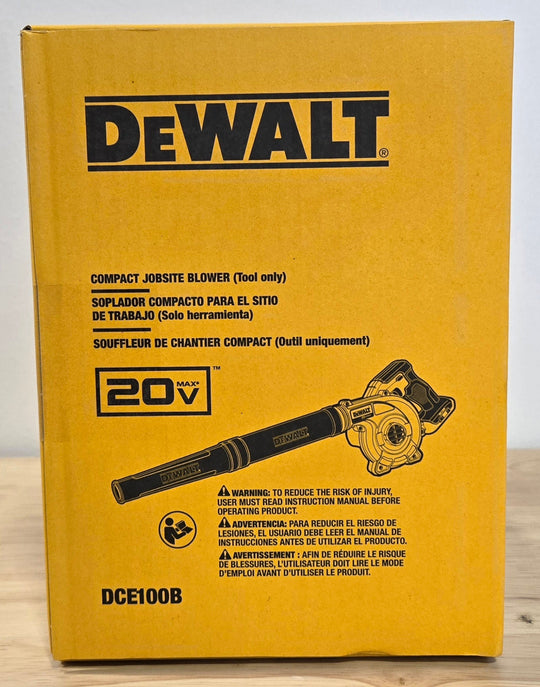 DEWALT®
COMPACT JOBSITE BLOWER (Tool only)
SOPLADOR COMPACTO PARA EL SITIO
DE TRABAJO (Solo herramienta)
SOUFFLEUR DE CHANTIER COMPACT (Outil uniquement)
20V MAX* ™
DEWALT
DEWALT
DEWALT
WARNING: TO REDUCE THE RISK OF INJURY,
USER MUST READ INSTRUCTION MANUAL BEFORE
OPERATING PRODUCT.
ADVERTENCIA: PARA REDUCIR EL RIESGO DE
LESIONES, EL USUARIO DEBE LEER EL MANUAL DE
INSTRUCCIONES ANTES DE UTILIZAR EL PRODUCTO.
AVERTISSEMENT : AFIN DE RÉDUIRE LE RISQUE
DE BLESSURES, L'UTILISATEUR DOIT LIRE LE MODE
D'EMPLOI AVANT D'UTILISER LE PRODUIT.
DCE100B